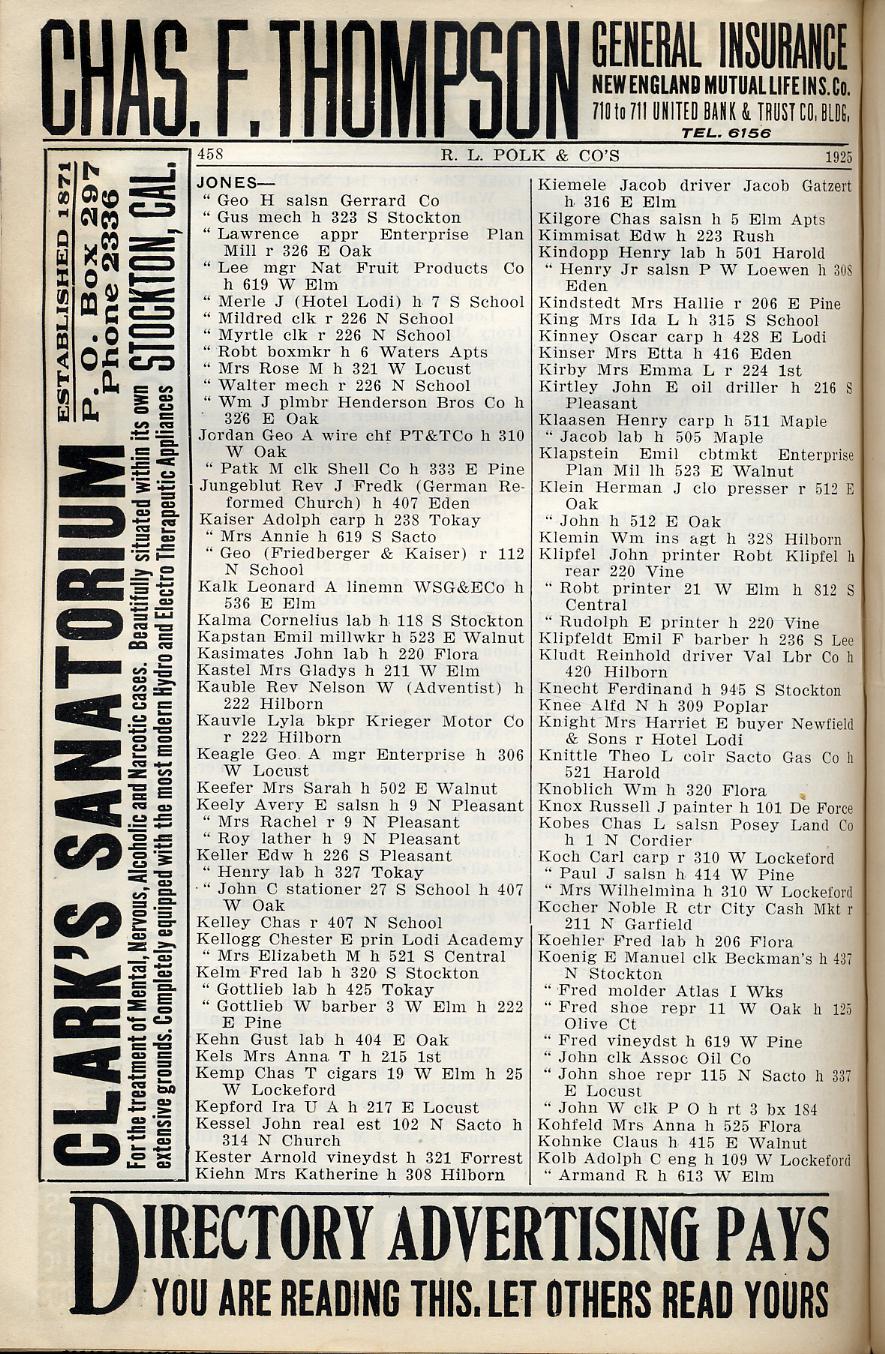 CHAS. F. THOMPSON
GENERAL INSURANCE
NEW ENGLAND MUTUAL LIFE INS. Co.
710 to 711 UNITED BANK & TRUST CO, BLDG,
TEL. 6156
458
R. L. POLK & CO'S
1925
CLARK'S SANATORIUM
ESTABLISHED 1871
P. O. Box 297
Phone 2336
For the treatment of Mental, Nervous, Alcoholic and Narcotic cases. Beautifully situated within its own
extensive grounds. Completely equipped with the most modern Hydro and Electro Therapeutic Appliances
STOCKTON, CAL.
JONES—
" Geo H salsn Gerrard Co
" Gus mech h 323 S Stockton
" Lawrence appr Enterprise Plan
Mill r 326 E Oak
" Lee mgr Nat Fruit Products Co
h 619 W Elm
" Merle J (Hotel Lodi) h 7 S School
" Mildred clk r 226 N School
" Myrtle clk r 226 N School
" Robt boxmkr h 6 Waters Apts
" Mrs Rose M h 321 W Locust
" Walter mech r 226 N School
" Wm J plmbr Henderson Bros Co h
326 E Oak
Jordan Geo A wire chf PT&TCo h 310
W Oak
" Patk M clk Shell Co h 333 E Pine
Jungeblut Rev J Fredk (German Re-
formed Church) h 407 Eden
Kaiser Adolph carp h 238 Tokay
" Mrs Annie h 619 S Sacto
" Geo (Friedberger & Kaiser) r 112
N School
Kalk Leonard A linemn WSG&ECo h
536 E Elm
Kalma Cornelius lab h 118 S Stockton
Kapstan Emil millwkr h 523 E Walnut
Kasimates John lab h 220 Flora
Kastel Mrs Gladys h 211 W Elm
Kauble Rev Nelson W (Adventist) h
222 Hilborn
Kauvle Lyla bkpr Krieger Motor Co
r 222 Hilborn
Keagle Geo A mgr Enterprise h 306
W Locust
Keefer Mrs Sarah h 502 E Walnut
Keely Avery E salsn h 9 N Pleasant
" Mrs Rachel r 9 N Pleasant
" Roy lather h 9 N Pleasant
Keller Edw h 226 S Pleasant
" Henry lab h 327 Tokay
" John C stationer 27 S School h 407
W Oak
Kelley Chas r 407 N School
Kellogg Chester E prin Lodi Academy
" Mrs Elizabeth M h 521 S Central
Kelm Fred lab h 320 S Stockton
" Gottlieb lab h 425 Tokay
" Gottlieb W barber 3 W Elm h 222
E Pine
Kehn Gust lab h 404 E Oak
Kels Mrs Anna T h 215 1st
Kemp Chas T cigars 19 W Elm h 25
W Lockeford
Kepford Ira U A h 217 E Locust
Kessel John real est 102 N Sacto h
314 N Church
Kester Arnold vineydst h 321 Forrest
Kiehn Mrs Katherine h 308 Hilborn
Kiemele Jacob driver Jacob Gatzert
h 316 E Elm
Kilgore Chas salsn h 5 Elm Apts
Kimmisat Edw h 223 Rush
Kindopp Henry lab h 501 Harold
" Henry Jr salsn P W Loewen h 308
Eden
Kindstedt Mrs Hallie r 206 E Pine
King Mrs Ida L h 315 S School
Kinney Oscar carp h 428 E Lodi
Kinser Mrs Etta h 416 Eden
Kirby Mrs Emma L r 224 1st
Kirtley John E oil driller h 216 S
Pleasant
Klaasen Henry carp h 511 Maple
" Jacob lab h 505 Maple
Klapstein Emil cbtmkt Enterprise
Plan Mil lh 523 E Walnut
Klein Herman J clo presser r 512 E
Oak
" John h 512 E Oak
Klemin Wm ins agt h 328 Hilborn
Klipfel John printer Robt Klipfel h
rear 220 Vine
" Robt printer 21 W Elm h 812 S
Central
" Rudolph E printer h 220 Vine
Klipfeldt Emil F barber h 236 S Lee
Kludt Reinhold driver Val Lbr Co h
420 Hilborn
Knecht Ferdinand h 945 S Stockton
Knee Alfd N h 309 Poplar
Knight Mrs Harriet E buyer Newfield
& Sons r Hotel Lodi
Knittle Theo L colr Sacto Gas Co h
521 Harold
Knoblich Wm h 320 Flora
Knox Russell J painter h 101 De Force
Kobes Chas L salsn Posey Land Co
h 1 N Cordier
Koch Carl carp r 310 W Lockeford
" Paul J salsn h 414 W Pine
" Mrs Wilhelmina h 310 W Lockeford
Kocher Noble R ctr City Cash Mkt r
211 N Garfield
Koehler Fred lab h 206 Flora
Koenig E Manuel clk Beckman's h 437
N Stockton
" Fred molder Atlas I Wks
" Fred shoe repr 11 W Oak h 125
Olive Ct
" Fred vineydst h 619 W Pine
" John clk Assoc Oil Co
" John shoe repr 115 N Sacto h 337
E Locust
" John W clk P O h rt 3 bx 184
Kohfeld Mrs Anna h 525 Flora
Kohnke Claus h 415 E Walnut
Kolb Adolph C eng h 109 W Lockeford
" Armand R h 613 W Elm
DIRECTORY ADVERTISING PAYS
YOU ARE READING THIS. LET OTHERS READ YOURS